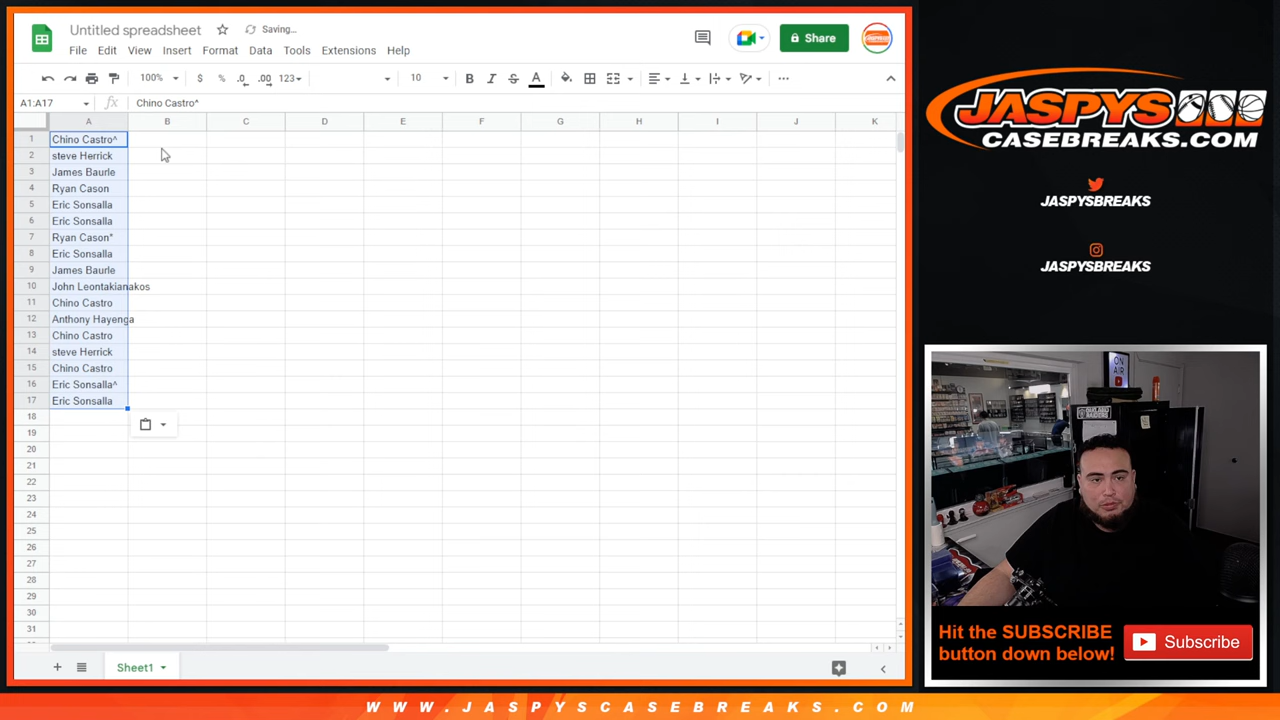 Untitled spreadsheet Saving...
File Edit View Insert Format Data Tools Extensions Help
Share
100% $ % .0 .00 123 10 B I S A
A1:A17 fx Chino Castro^
A B C D E F G H I J K
1 Chino Castro^
2 steve Herrick
3 James Baurle
4 Ryan Cason
5 Eric Sonsalla
6 Eric Sonsalla
7 Ryan Cason*
8 Eric Sonsalla
9 James Baurle
10 John Leontakianakos
11 Chino Castro
12 Anthony Hayenga
13 Chino Castro
14 steve Herrick
15 Chino Castro
16 Eric Sonsalla^
17 Eric Sonsalla
18
19
20
21
22
23
24
25
26
27
28
29
30
31
Sheet1
JASPYS
CASEBREAKS.COM
JASPYSBREAKS
JASPYSBREAKS
ON
AIR
Hit the SUBSCRIBE
button down below!
Subscribe
WWW.JASPYSCASEBREAKS.COM